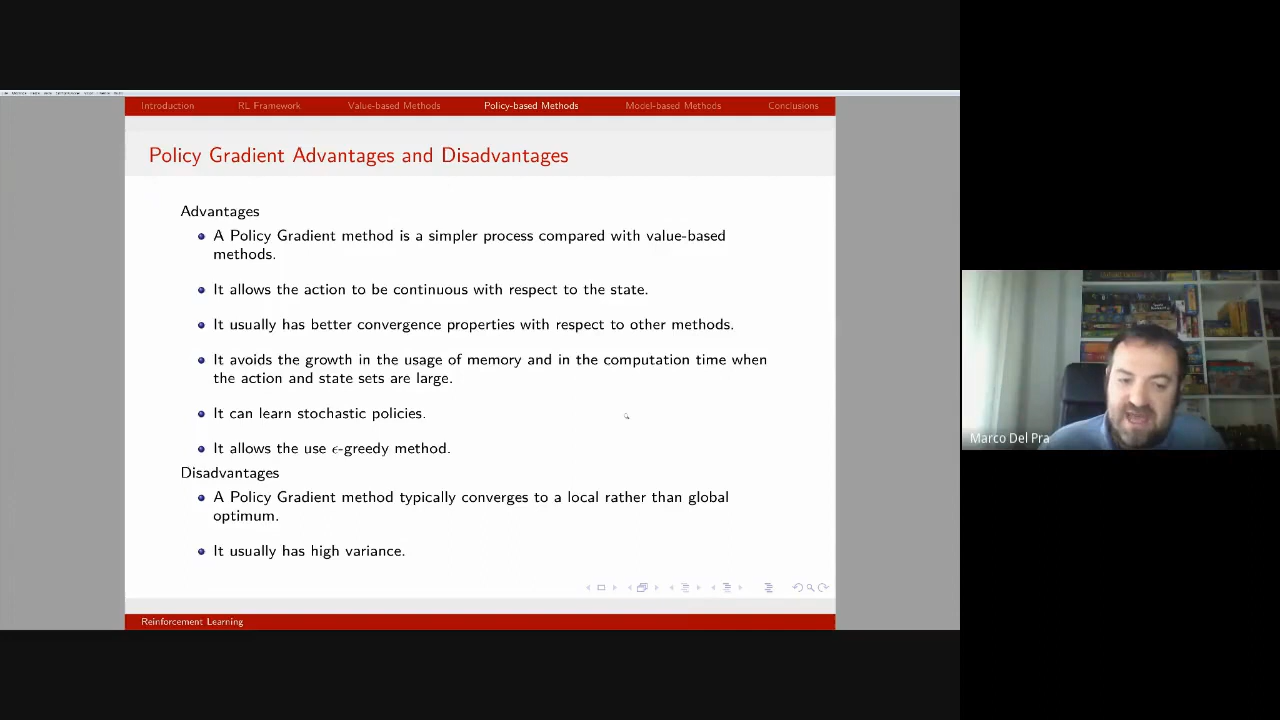 Introduction RL Framework Value-based Methods Policy-based Methods Model-based Methods Conclusions
Policy Gradient Advantages and Disadvantages
Advantages
A Policy Gradient method is a simpler process compared with value-based
methods.
It allows the action to be continuous with respect to the state.
It usually has better convergence properties with respect to other methods.
It avoids the growth in the usage of memory and in the computation time when
the action and state sets are large.
It can learn stochastic policies.
It allows the use ϵ-greedy method.
Disadvantages
A Policy Gradient method typically converges to a local rather than global
optimum.
It usually has high variance.
Reinforcement Learning
Marco Del Pra